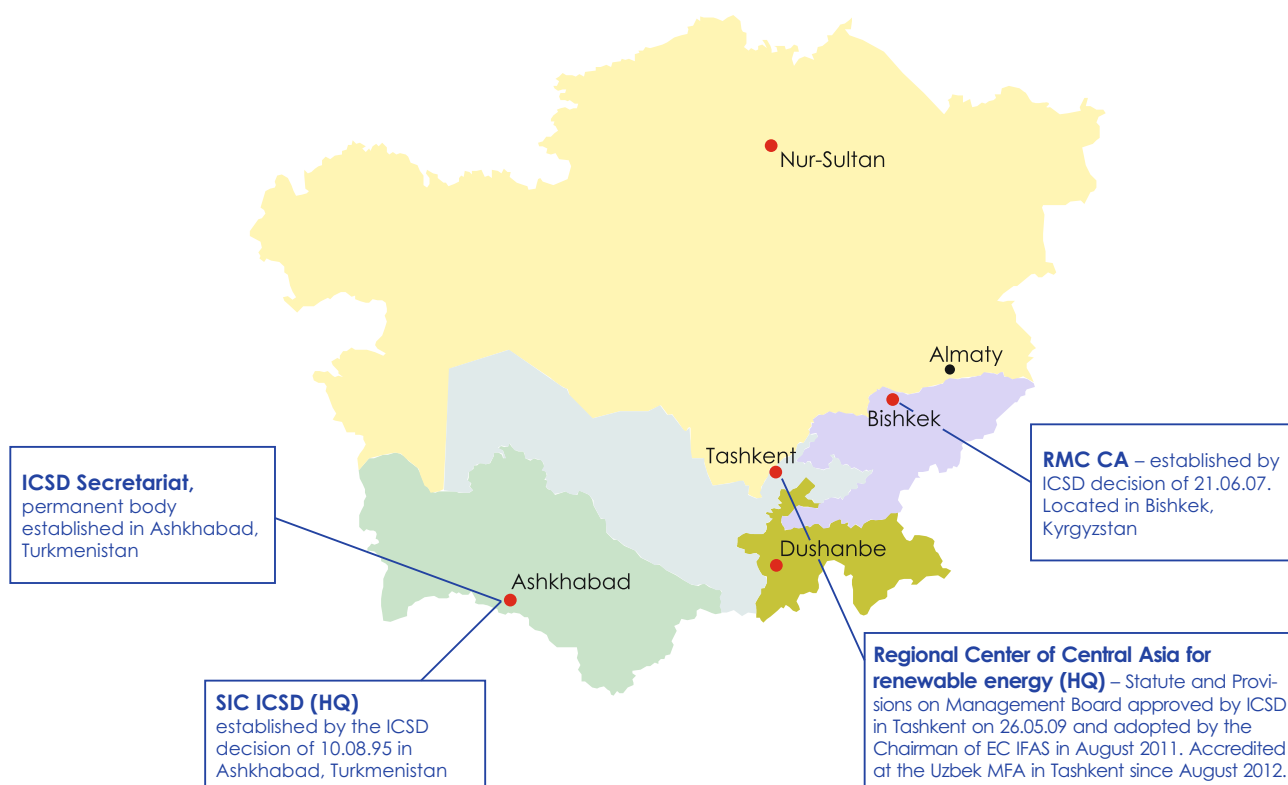 Nur-Sultan
Almaty
Bishkek
Tashkent
Dushanbe
Ashkhabad
ICSD Secretariat,
permanent body
established in Ashkhabad,
Turkmenistan
RMC CA – established by
ICSD decision of 21.06.07.
Located in Bishkek,
Kyrgyzstan
SIC ICSD (HQ)
established by the ICSD
decision of 10.08.95 in
Ashkhabad, Turkmenistan
Regional Center of Central Asia for
renewable energy (HQ) – Statute and Provi-
sions on Management Board approved by ICSD
in Tashkent on 26.05.09 and adopted by the
Chairman of EC IFAS in August 2011. Accredited
at the Uzbek MFA in Tashkent since August 2012.